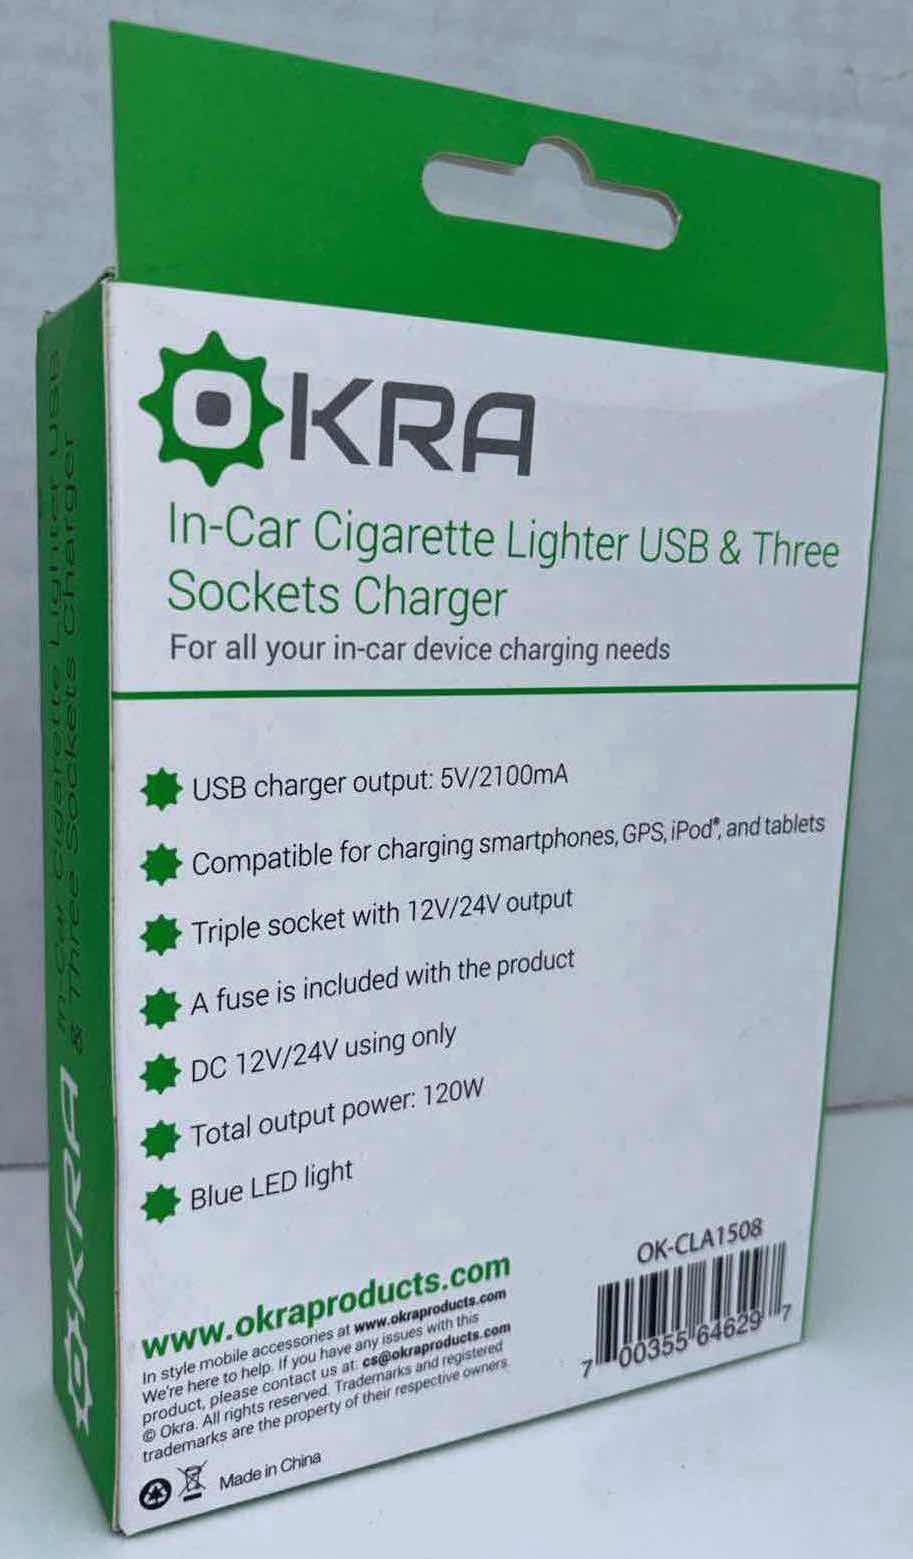 OKRA
In-Car Cigarette Lighter USB & Three
Sockets Charger
For all your in-car device charging needs
USB charger output: 5V/2100mA
Compatible for charging smartphones, GPS, iPod®, and tablets
Triple socket with 12V/24V output
A fuse is included with the product
DC 12V/24V using only
Total output power: 120W
Blue LED light
www.okraproducts.com
In style mobile accessories at www.okraproducts.com
We're here to help. If you have any issues with this
product, please contact us at: cs@okraproducts.com
© Okra. All rights reserved. Trademarks and registered
trademarks are the property of their respective owners.
Made in China
OK-CLA1508
7 00355 64629 7
OKRA
In-Car Cigarette Lighter USB
& Three Sockets Charger